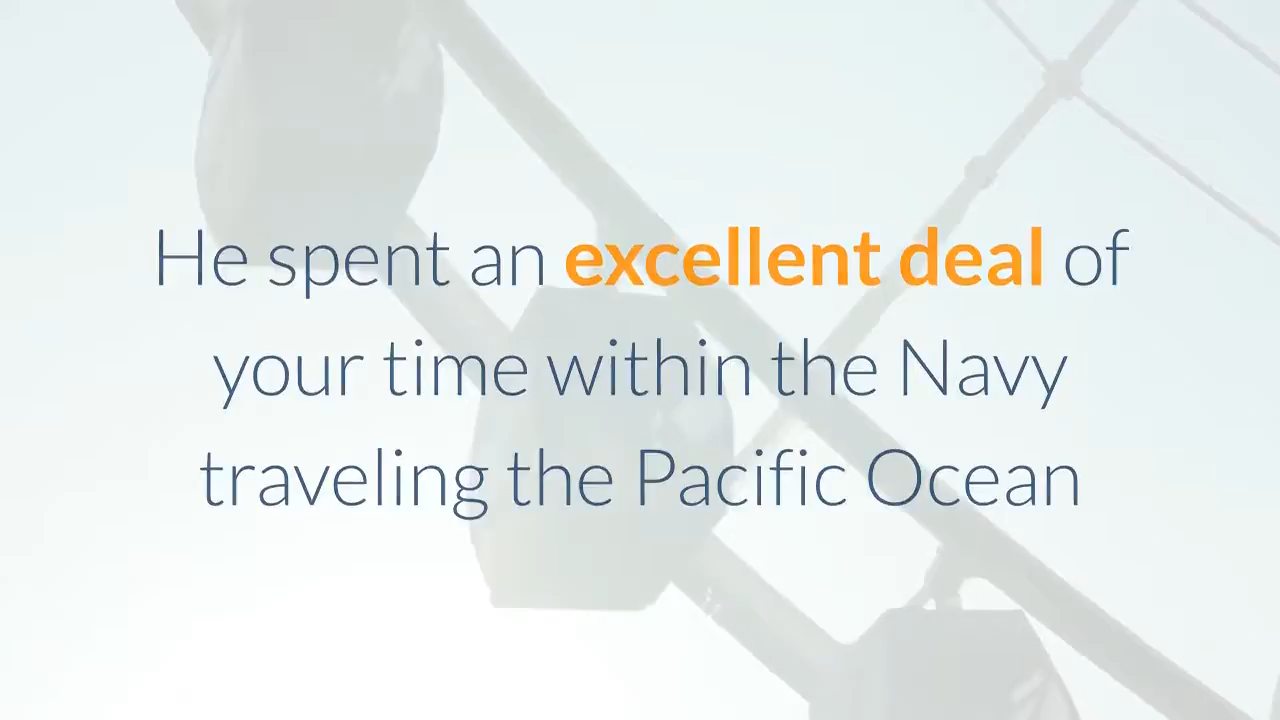 He spent an excellent deal of
your time within the Navy
traveling the Pacific Ocean